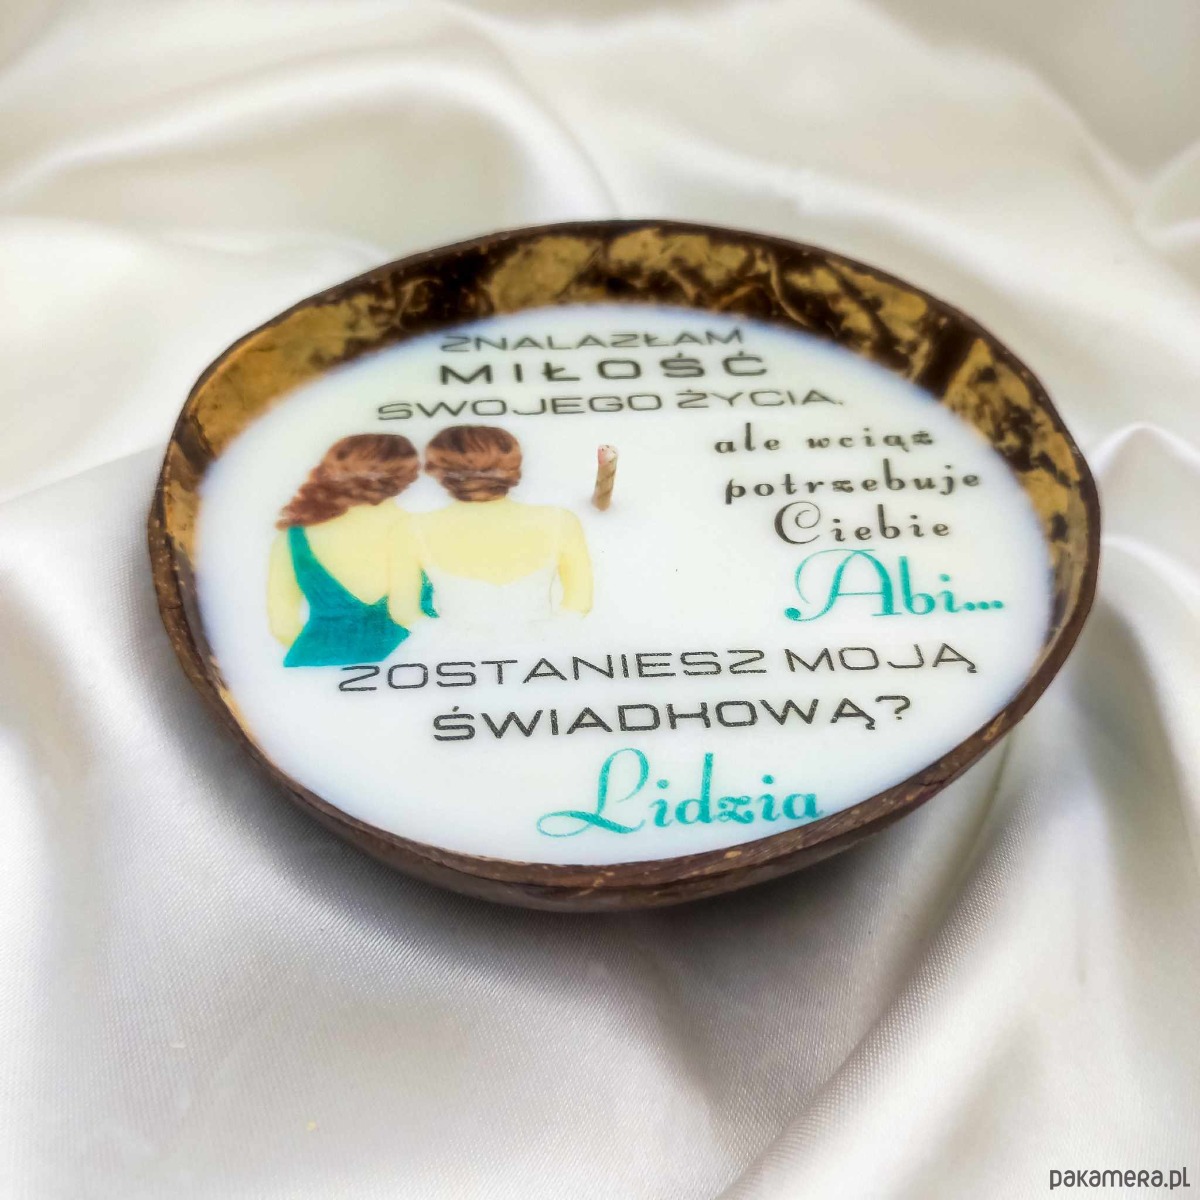 ZNALAZŁAM
MIŁOŚĆ
SWOJEGO ŻYCIA,
ale wciąż
potrzebuje
Ciebie
Abi...
ZOSTANIESZ MOJĄ
ŚWIADKOWĄ?
Lidzia
pakamera.pl